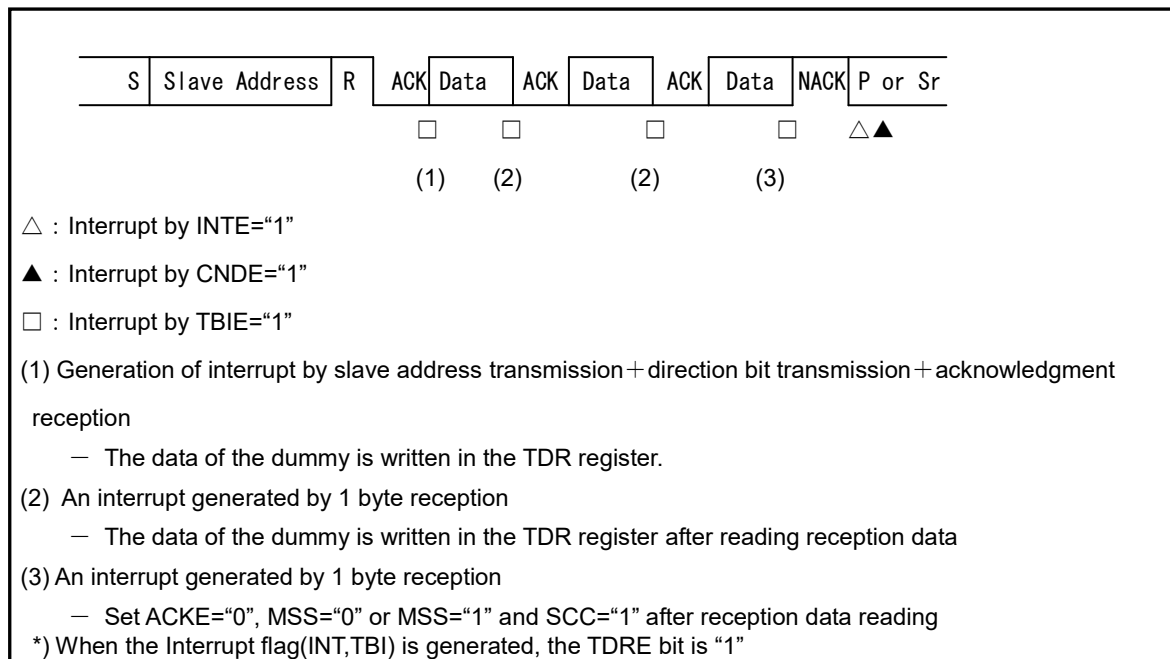 S Slave Address R ACK Data ACK Data ACK Data NACK P or Sr
□ □ □ □ △▲
(1) (2) (2) (3)
△：Interrupt by INTE=“1”
▲：Interrupt by CNDE=“1”
□：Interrupt by TBIE=“1”
(1) Generation of interrupt by slave address transmission＋direction bit transmission＋acknowledgment
reception
－ The data of the dummy is written in the TDR register.
(2) An interrupt generated by 1 byte reception
－ The data of the dummy is written in the TDR register after reading reception data
(3) An interrupt generated by 1 byte reception
－ Set ACKE=“0”, MSS=“0” or MSS=“1” and SCC=“1” after reception data reading
*) When the Interrupt flag(INT,TBI) is generated, the TDRE bit is “1”